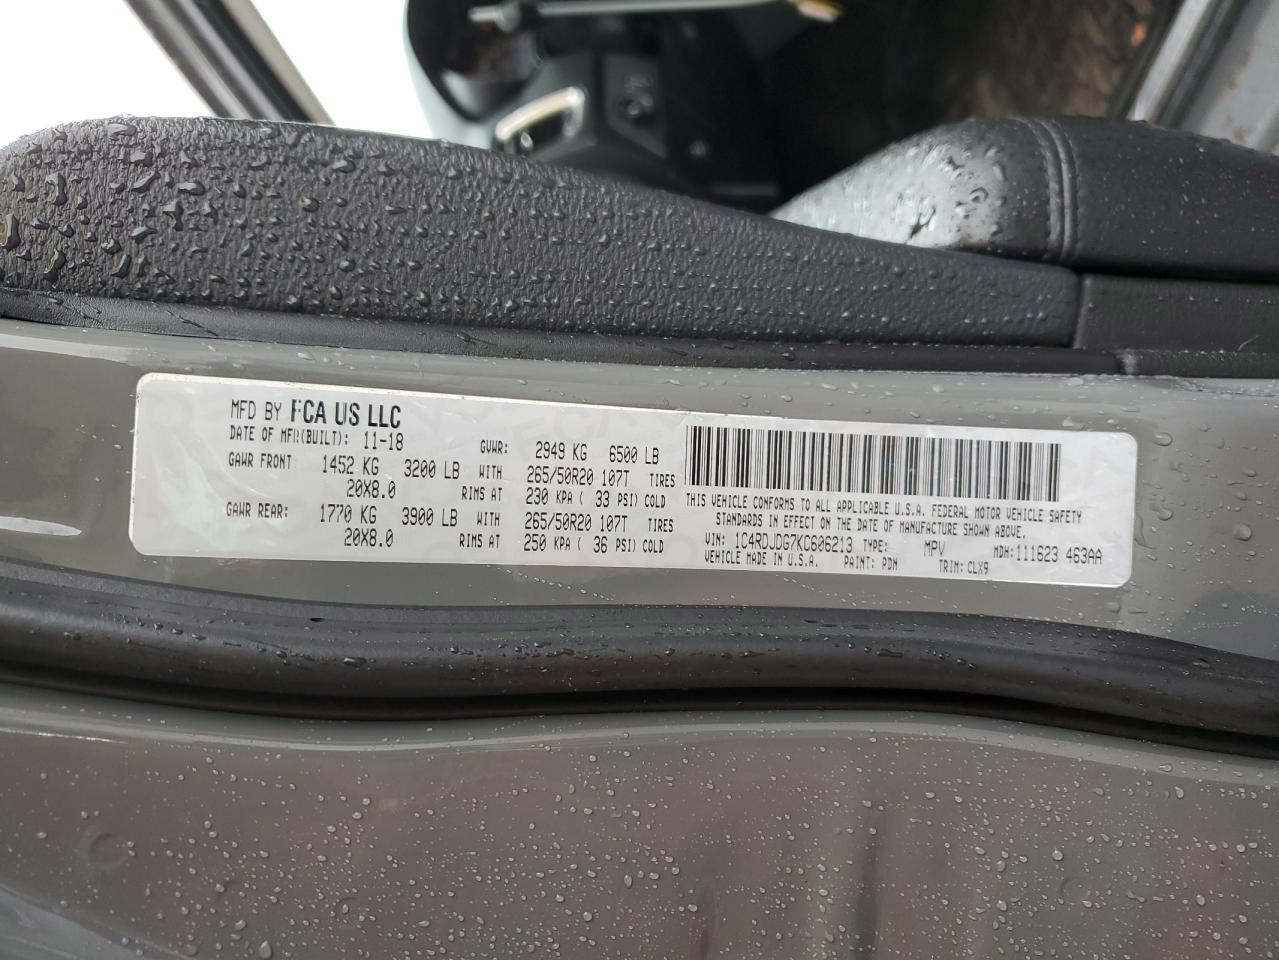 MFD BY FCA US LLC
DATE OF MFR(BUILT): 11-18 GVWR: 2949 KG 6500 LB
GAWR FRONT 1452 KG 3200 LB WITH 265/50R20 107T TIRES
20X8.0 RIMS AT 230 KPA ( 33 PSI) COLD
GAWR REAR: 1770 KG 3900 LB WITH 265/50R20 107T TIRES
20X8.0 RIMS AT 250 KPA ( 36 PSI) COLD
THIS VEHICLE CONFORMS TO ALL APPLICABLE U.S.A. FEDERAL MOTOR VEHICLE SAFETY
STANDARDS IN EFFECT ON THE DATE OF MANUFACTURE SHOWN ABOVE.
VIN: 1C4RDJDG7KC606213 TYPE: MPV MDH:111623 463AA
VEHICLE MADE IN U.S.A. PAINT: PDN TRIM: CLX9